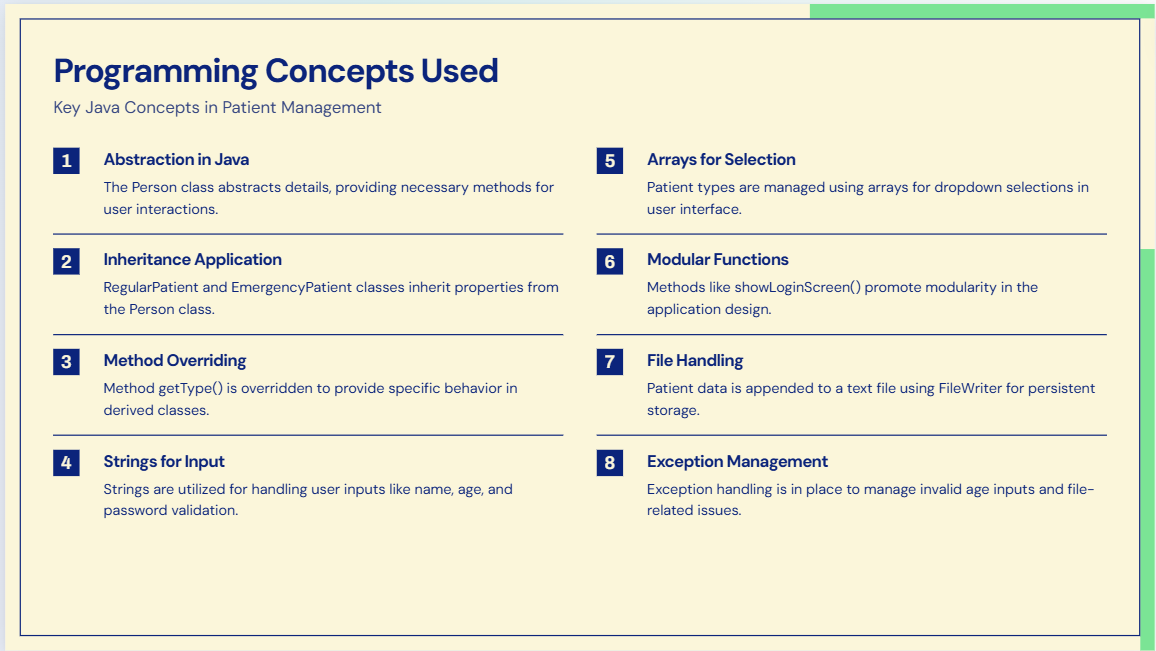 Programming Concepts Used
Key Java Concepts in Patient Management
1
Abstraction in Java
The Person class abstracts details, providing necessary methods for
user interactions.
2
Inheritance Application
RegularPatient and EmergencyPatient classes inherit properties from
the Person class.
3
Method Overriding
Method getType() is overridden to provide specific behavior in
derived classes.
4
Strings for Input
Strings are utilized for handling user inputs like name, age, and
password validation.
5
Arrays for Selection
Patient types are managed using arrays for dropdown selections in
user interface.
6
Modular Functions
Methods like showLoginScreen() promote modularity in the
application design.
7
File Handling
Patient data is appended to a text file using FileWriter for persistent
storage.
8
Exception Management
Exception handling is in place to manage invalid age inputs and file-
related issues.